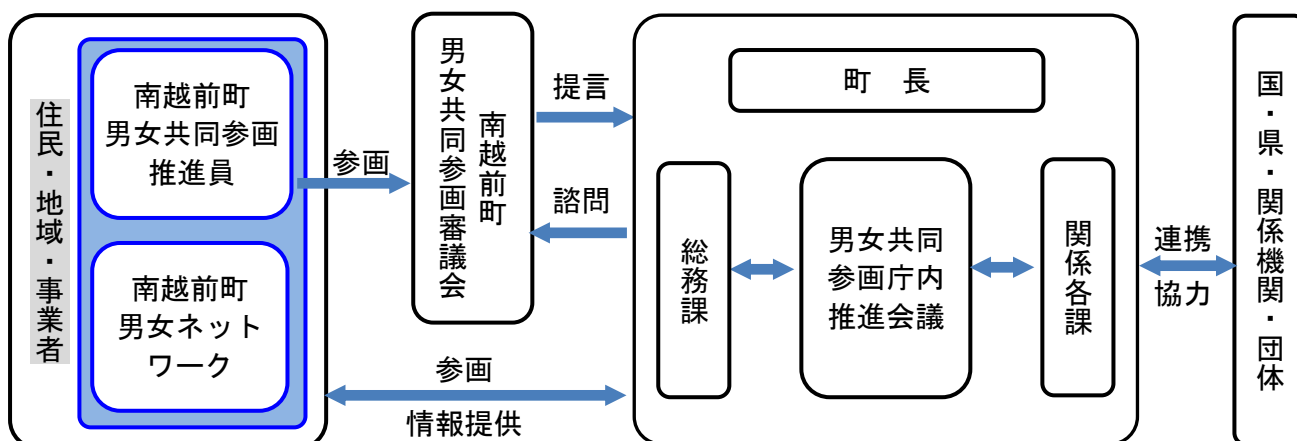 住民・地域・事業者
南越前町
男女共同参画
推進員
南越前町
男女ネット
ワーク
参画
南越前町
男女共同参画審議会
提言
諮問
参画
情報提供
町　長
総務課
男女共同
参画庁内
推進会議
関係各課
連携
協力
国・県・関係機関・団体